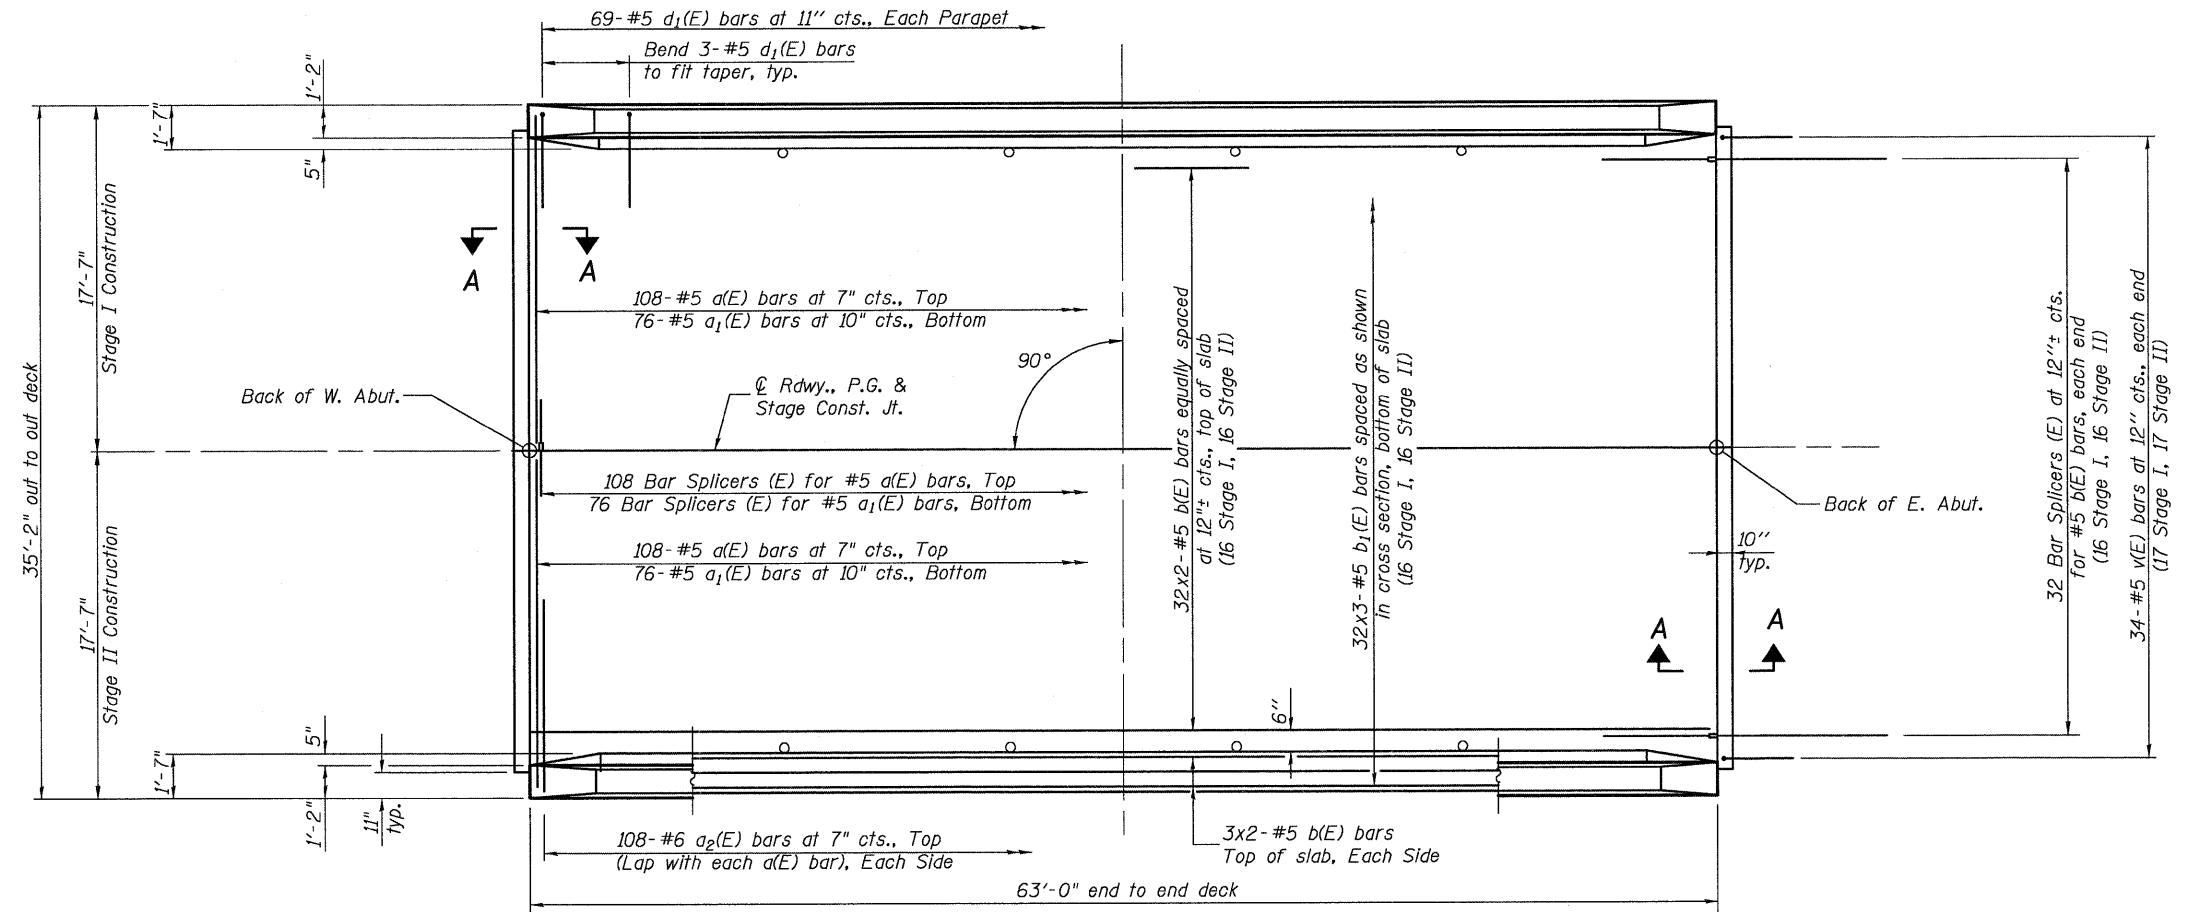 69-#5 d1(E) bars at 11" cts., Each Parapet
Bend 3-#5 d1(E) bars
to fit taper, typ.
1'-2"
1'-7"
5"
35'-2" out to out deck
17'-7"
Stage I Construction
A
A
108-#5 a(E) bars at 7" cts., Top
76-#5 a1(E) bars at 10" cts., Bottom
90°
℄ Rdwy., P.G. &
Stage Const. Jt.
Back of W. Abut.
108 Bar Splicers (E) for #5 a(E) bars, Top
76 Bar Splicers (E) for #5 a1(E) bars, Bottom
108-#5 a(E) bars at 7" cts., Top
76-#5 a1(E) bars at 10" cts., Bottom
17'-7"
Stage II Construction
32x2-#5 b(E) bars equally spaced
at 12"± cts., top of slab
(16 Stage I, 16 Stage II)
32x3-#5 b1(E) bars spaced as shown
in cross section, bottom of slab
(16 Stage I, 16 Stage II)
32 Bar Splicers (E) at 12"± cts.
for #5 b(E) bars, each end
(16 Stage I, 16 Stage II)
34-#5 v(E) bars at 12" cts., each end
(17 Stage I, 17 Stage II)
Back of E. Abut.
10"
typ.
A
A
6"
5"
1'-7"
1'-2"
11"
typ.
108-#6 a2(E) bars at 7" cts., Top
(Lap with each a(E) bar), Each Side
3x2-#5 b(E) bars
Top of slab, Each Side
63'-0" end to end deck